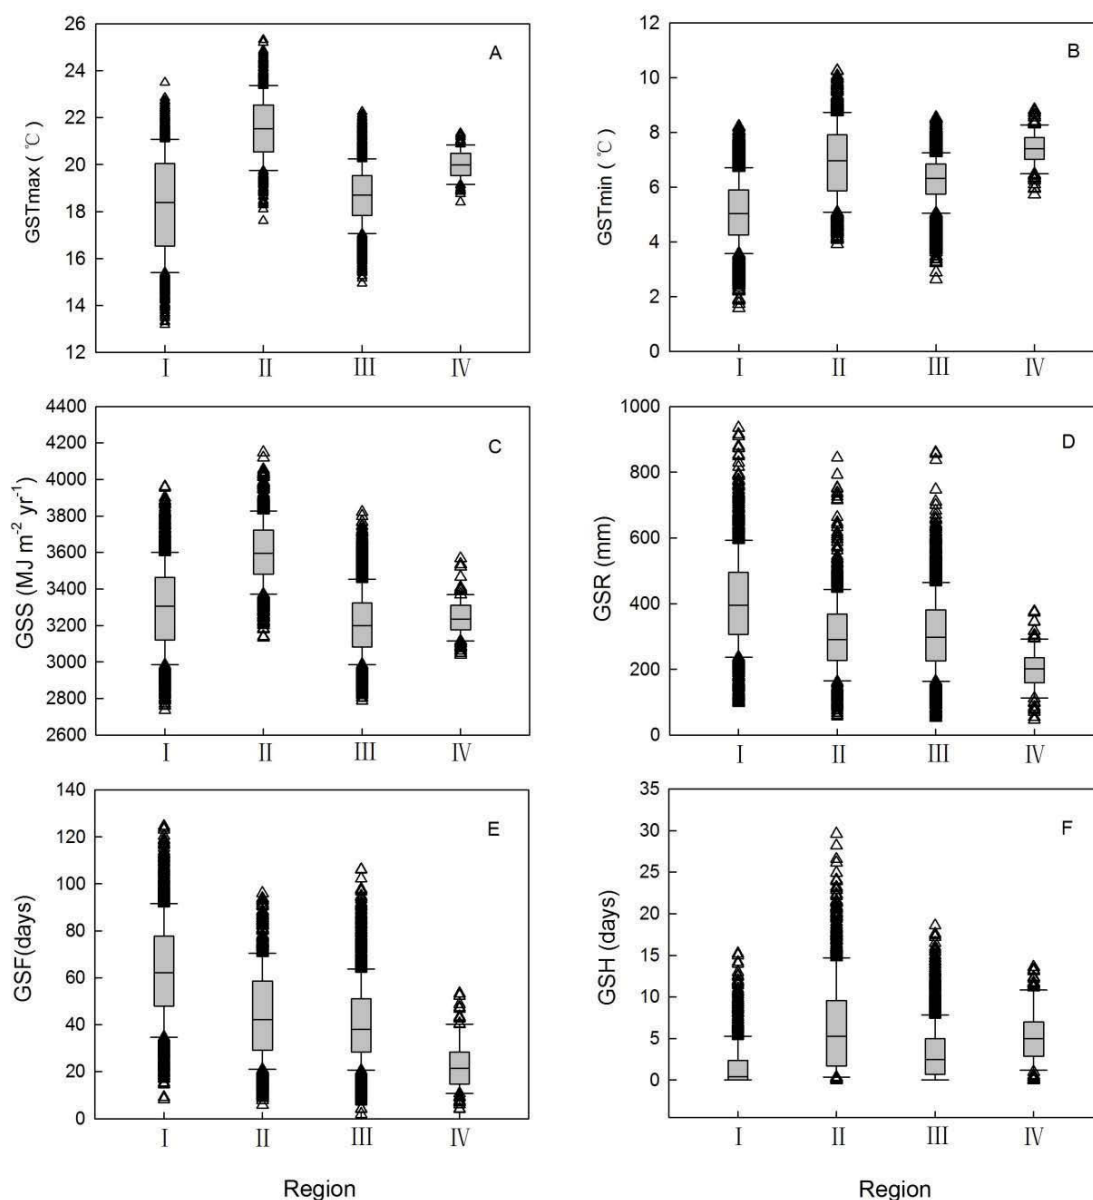 26
24
22
20
18
16
14
12
GSTmax ( ℃)
A
I II III IV
12
10
8
6
4
2
0
GSTmin ( ℃)
B
I II III IV
4400
4200
4000
3800
3600
3400
3200
3000
2800
2600
GSS (MJ m⁻² yr⁻¹)
C
I II III IV
1000
800
600
400
200
0
GSR (mm)
D
I II III IV
140
120
100
80
60
40
20
0
GSF(days)
E
I II III IV
Region
35
30
25
20
15
10
5
0
GSH (days)
F
I II III IV
Region